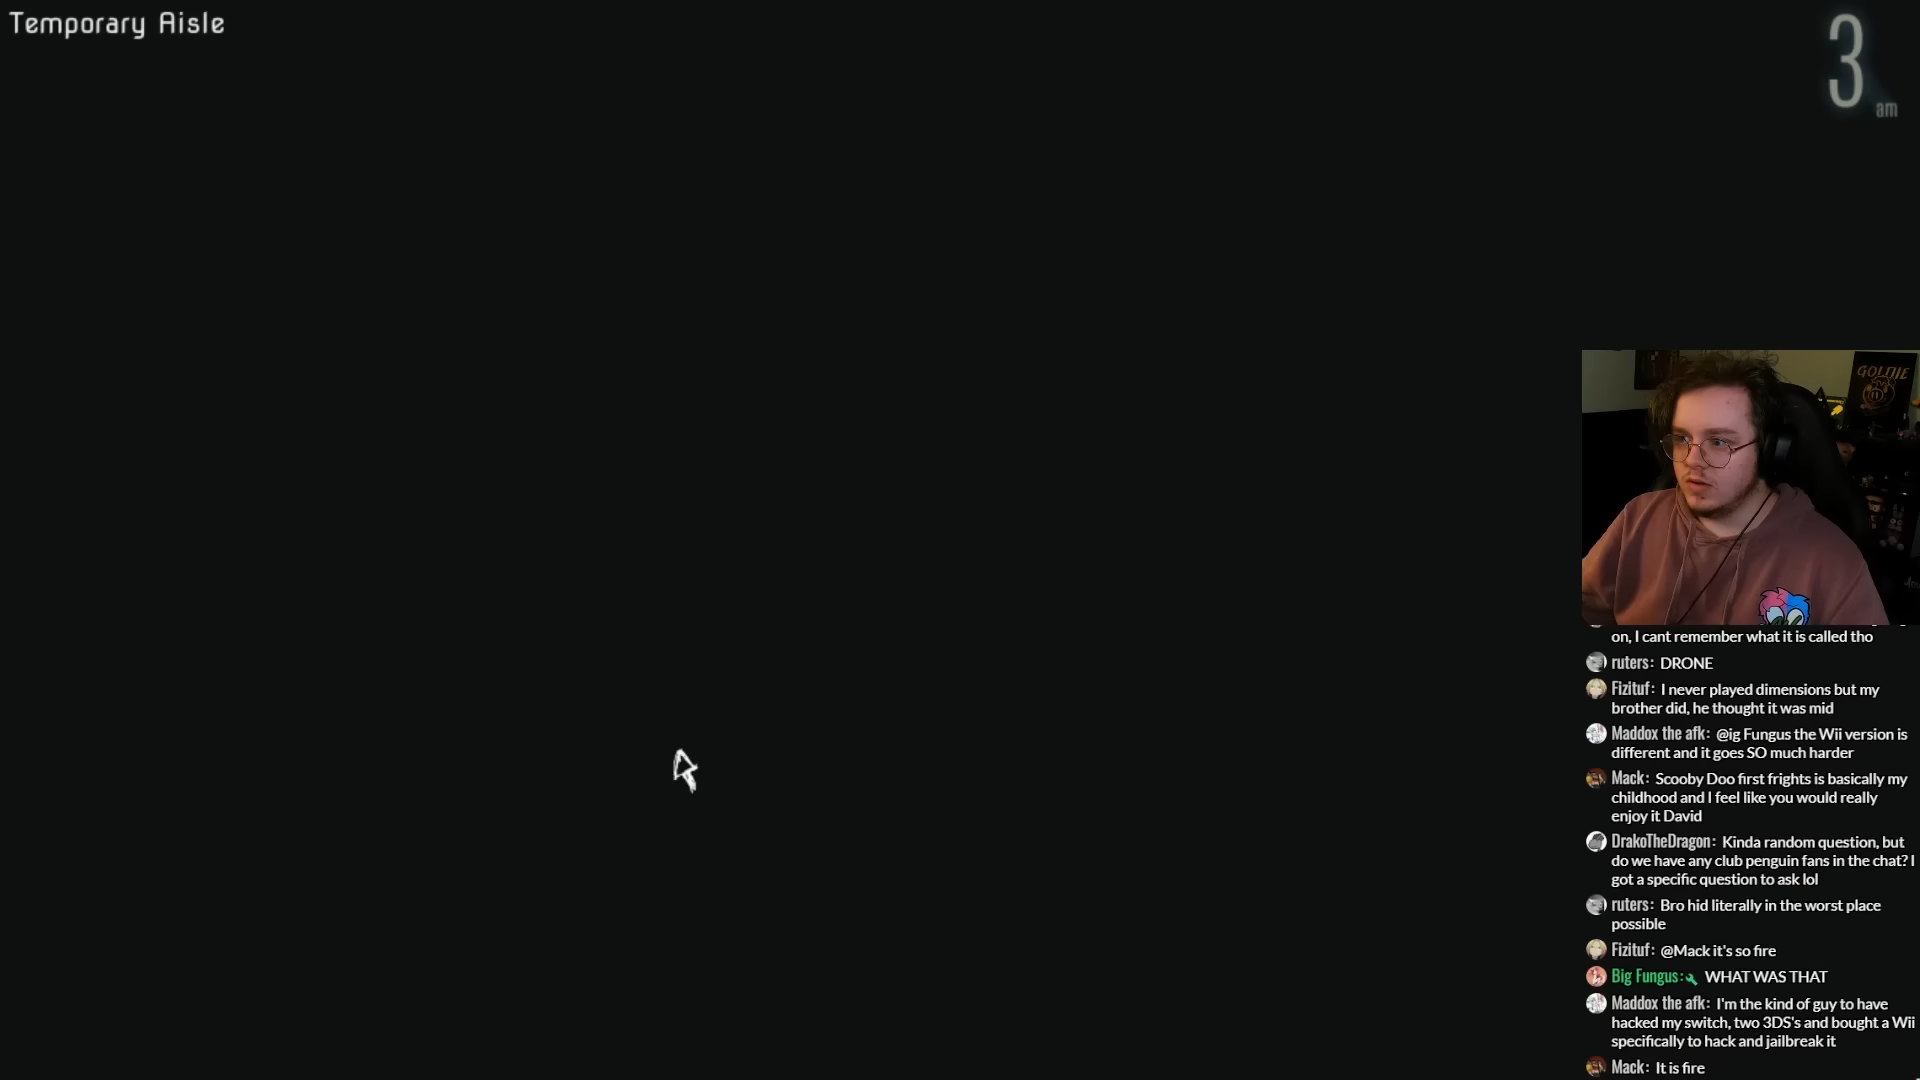 Temporary Aisle
3
am
GOLDIE
on, I cant remember what it is called tho
ruters: DRONE
Fizituf: I never played dimensions but my
brother did, he thought it was mid
Maddox the afk: @ig Fungus the Wii version is
different and it goes SO much harder
Mack: Scooby Doo first frights is basically my
childhood and I feel like you would really
enjoy it David
DrakoTheDragon: Kinda random question, but
do we have any club penguin fans in the chat? I
got a specific question to ask lol
ruters: Bro hid literally in the worst place
possible
Fizituf: @Mack it's so fire
Big Fungus: WHAT WAS THAT
Maddox the afk: I'm the kind of guy to have
hacked my switch, two 3DS's and bought a Wii
specifically to hack and jailbreak it
Mack: It is fire